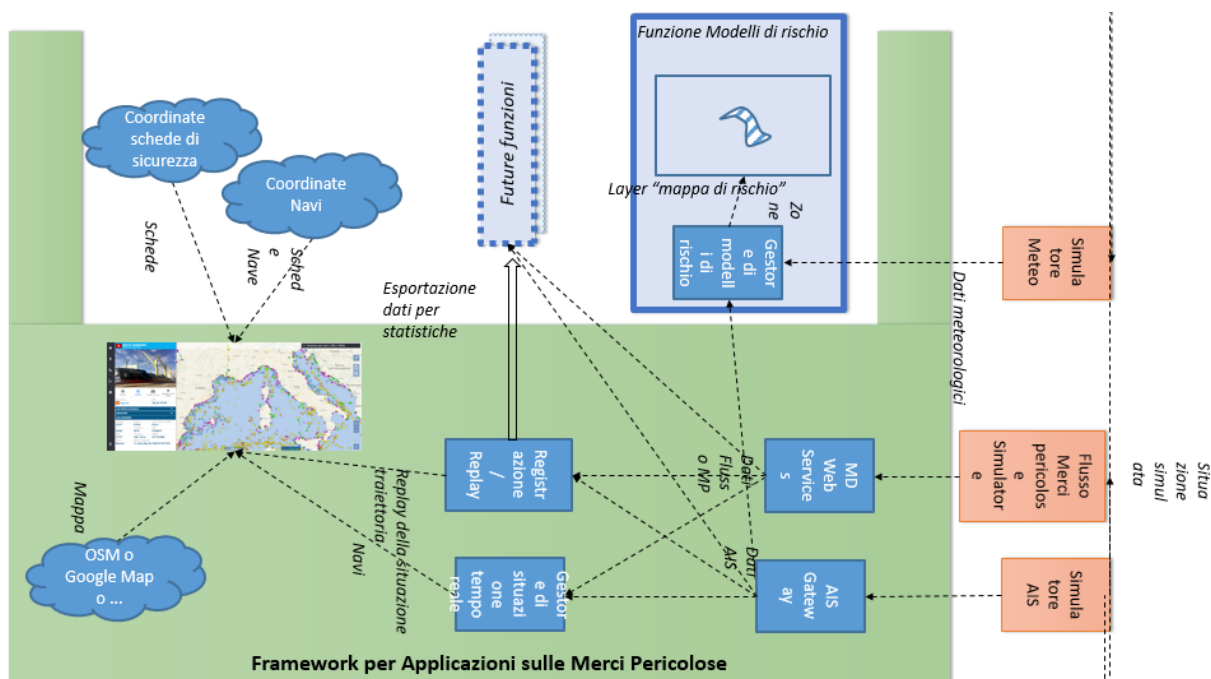 Funzione Modelli di rischio
Future funzioni
Coordinate
schede di
sicurezza
Coordinate
Navi
Layer “mappa di rischio”
Zo
ne
Gestor
e di
modell
i di
rischio
Simula
tore
Meteo
Schede
Sched
e
Nave
Esportazione
dati per
statistiche
Dati meteorologici
Registr
azione
/
Replay
Dati
Fluss
o MP
MD
Web
Service
s
Flusso
Merci
pericolos
e
Simulator
e
Situa
zione
simul
ata
Mappa
Replay della situazione
traiettoria,
Navi
OSM o
Google Map
o ...
Gestor
e di
situazi
one
tempo
reale
Dati
AIS
AIS
Gatew
ay
Simula
tore
AIS
Framework per Applicazioni sulle Merci Pericolose